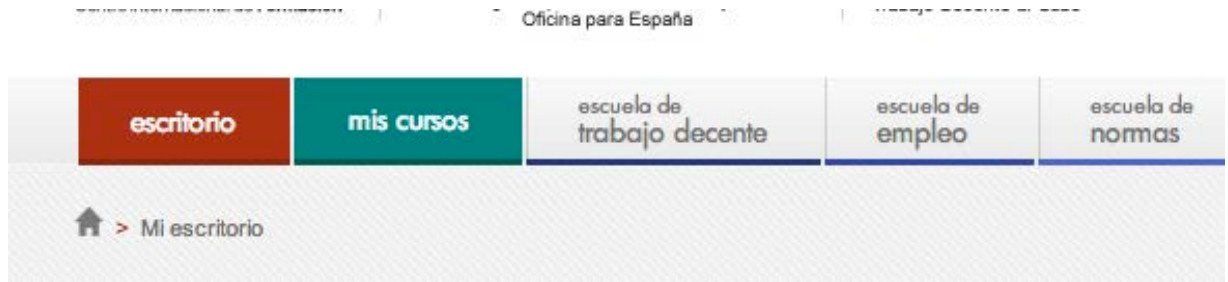 Oficina para España
escritorio
mis cursos
escuela de
trabajo decente
escuela de
empleo
escuela de
normas
> Mi escritorio